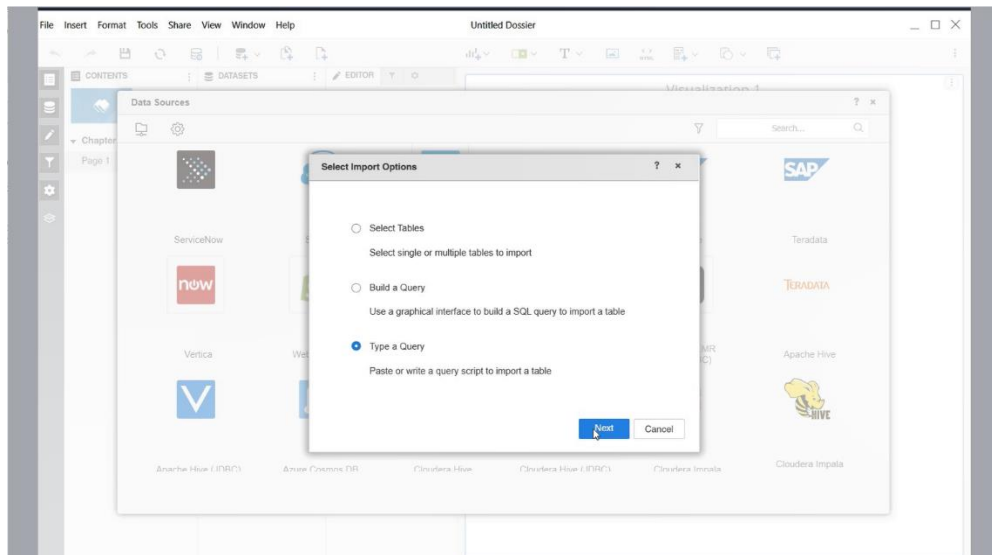 File Insert Format Tools Share View Window Help
Untitled Dossier
CONTENTS
DATASETS
EDITOR
Visualization 1
Chapter
Page 1
Data Sources
? ×
Search...
Select Import Options
? ×
Select Tables
Select single or multiple tables to import
Build a Query
Use a graphical interface to build a SQL query to import a table
Type a Query
Paste or write a query script to import a table
Next
Cancel
SAP
ServiceNow
Teradata
now
TERADATA
Vertica
MR
Apache Hive
V
HIVE
Apache Hive (JDBC)
Azure Cosmos DB
Cloudera Hive
Cloudera Hive (JDBC)
Cloudera Impala
Cloudera Impala